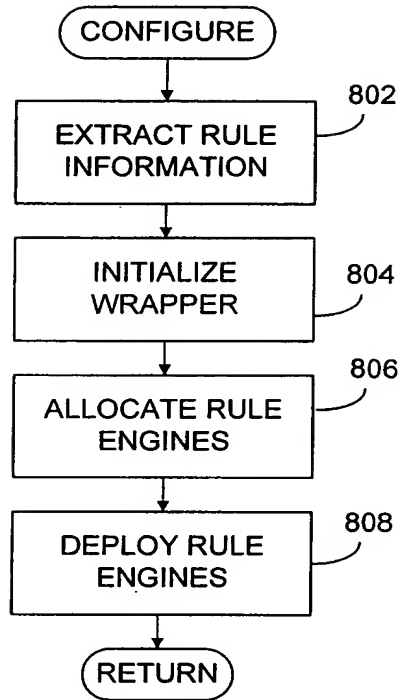 CONFIGURE
802
EXTRACT RULE
INFORMATION
INITIALIZE
WRAPPER
804
806
ALLOCATE RULE
ENGINES
808
DEPLOY RULE
ENGINES
RETURN